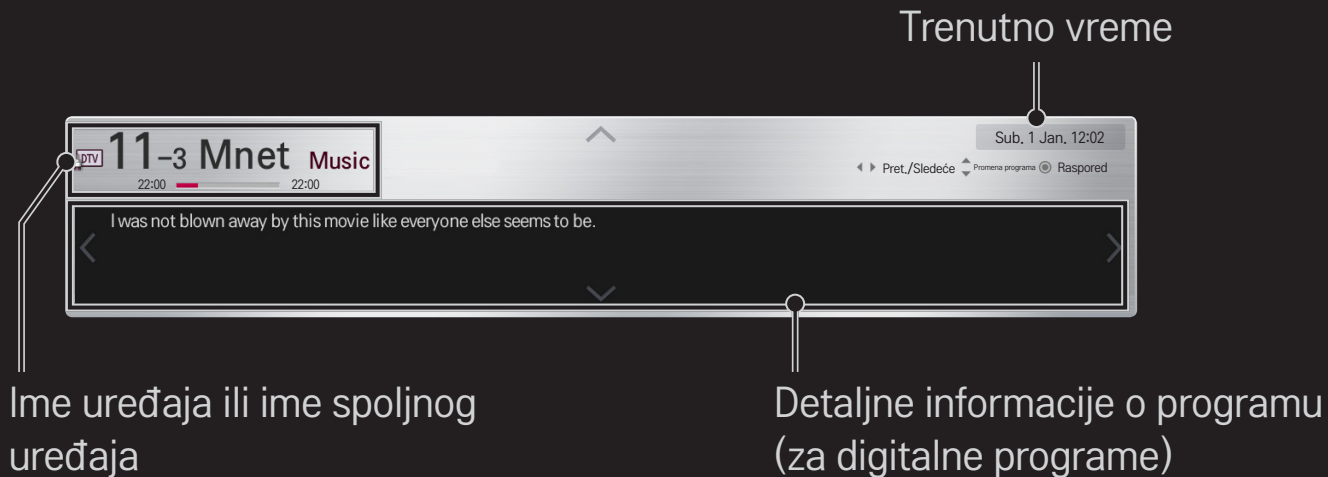 Trenutno vreme
DTV 11-3 Mnet Music
22:00 22:00
Sub. 1 Jan. 12:02
Pret./Sledeće Promena programa Raspored
I was not blown away by this movie like everyone else seems to be.
Ime uređaja ili ime spoljnog
uređaja
Detaljne informacije o programu
(za digitalne programe)